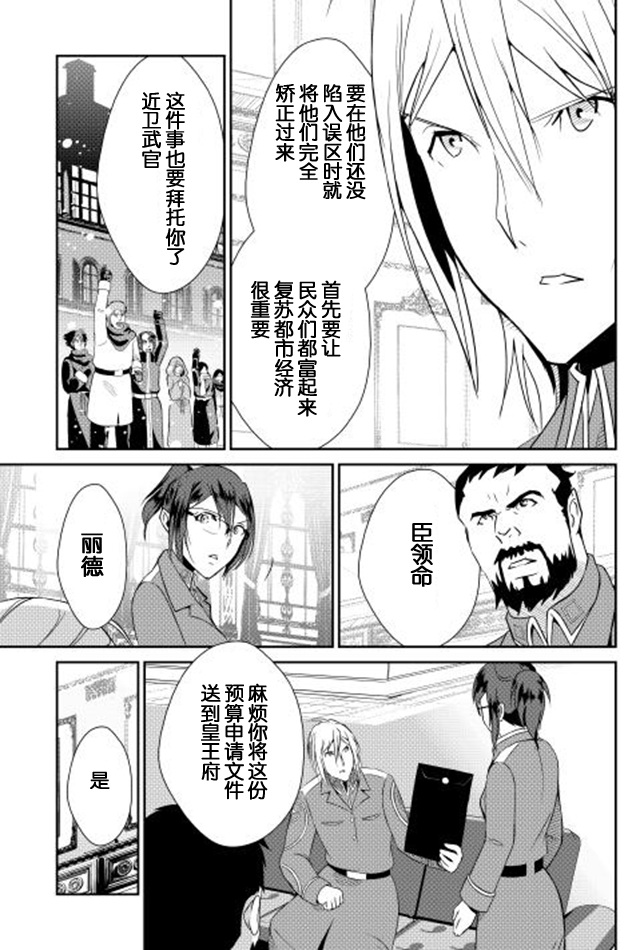 要在他们还没
陷入误区时就
将他们完全
矫正过来
首先要让
民众们都富起来
复苏都市经济
很重要
这件事也要拜托你了
近卫武官
臣领命
丽德
麻烦你将这份
预算申请文件
送到皇王府
是